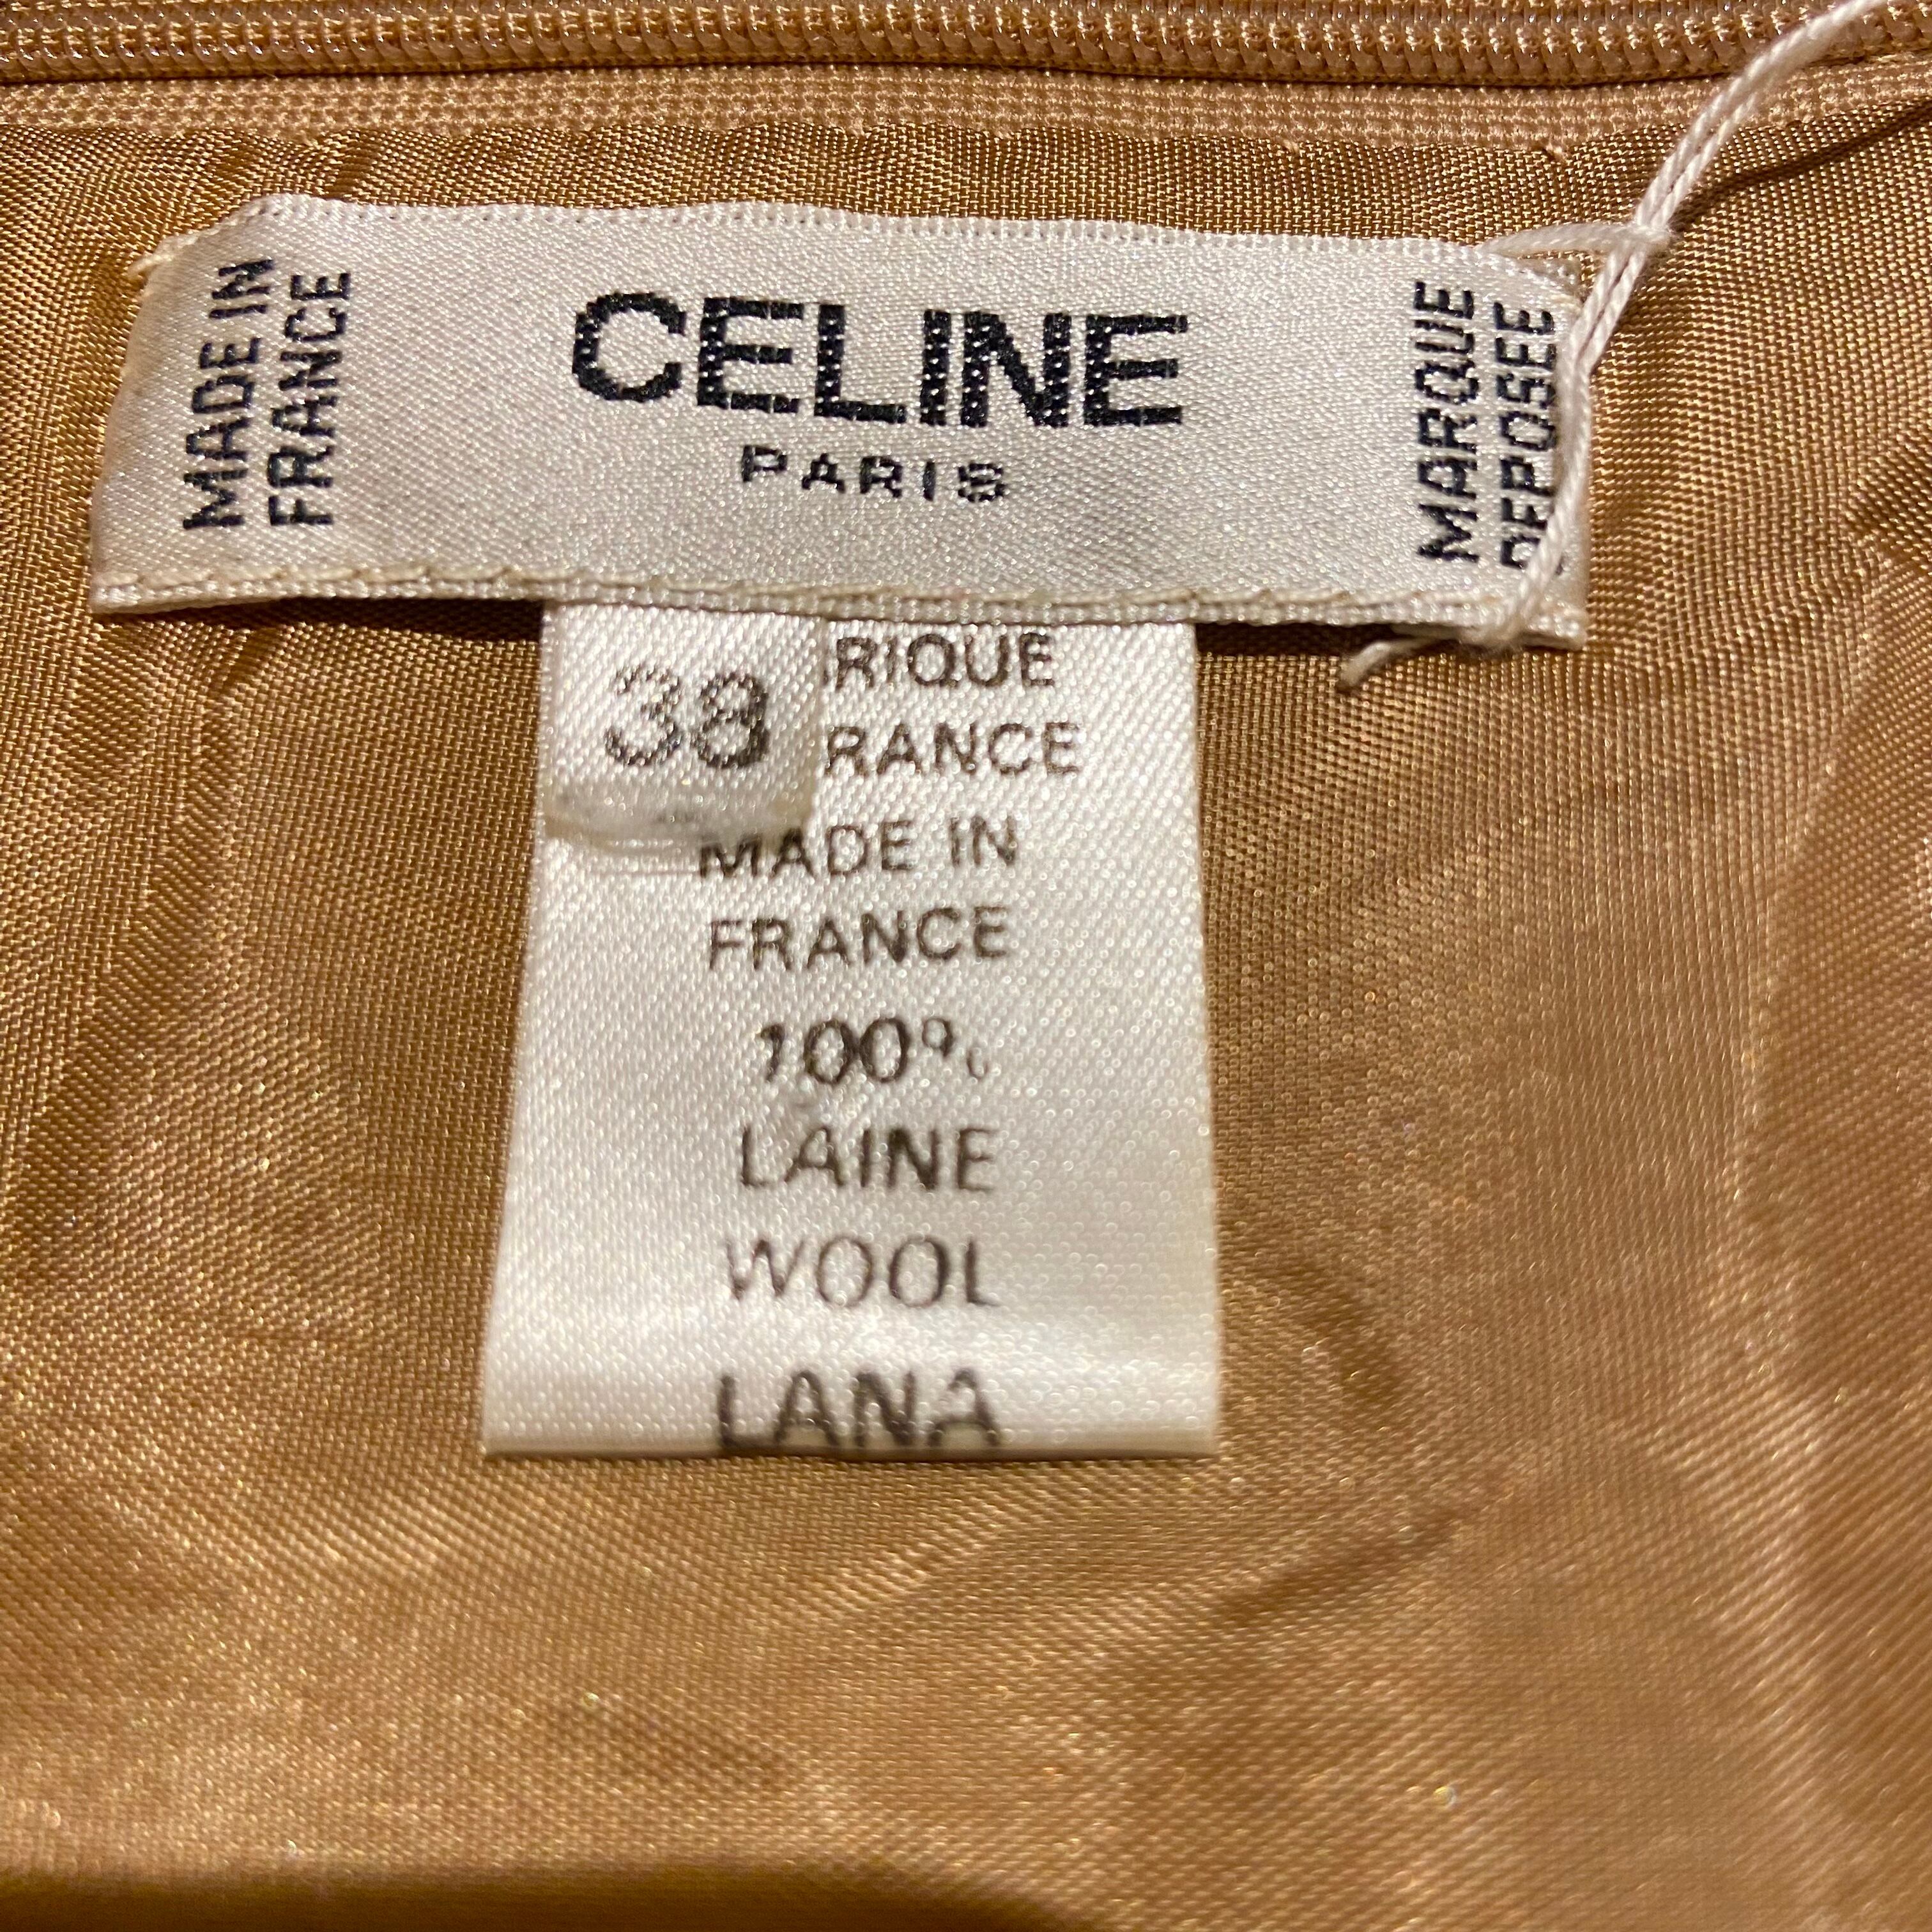 MADE IN
FRANCE
CELINE
PARIS
MARQUE
DEPOSEE
38
RIQUE
RANCE
MADE IN
FRANCE
100%
LAINE
WOOL
LANA